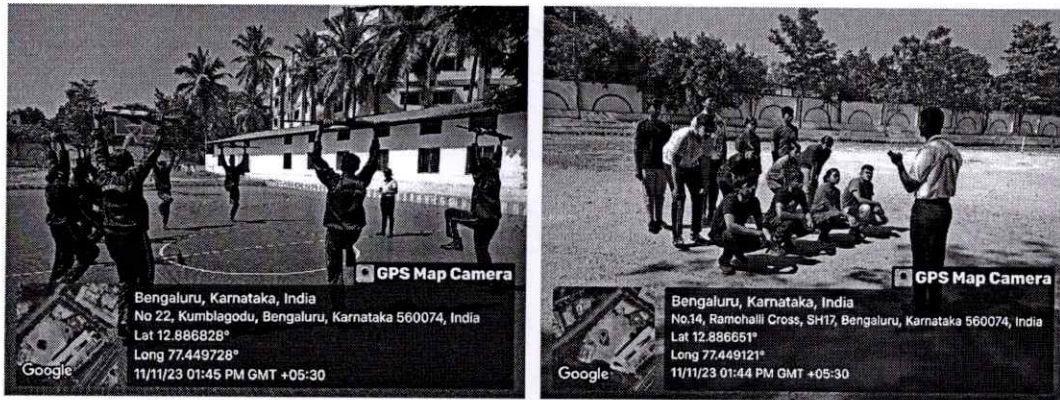 GPS Map Camera
Bengaluru, Karnataka, India
No 22, Kumblagodu, Bengaluru, Karnataka 560074, India
Lat 12.886828°
Long 77.449728°
11/11/23 01:45 PM GMT +05:30
Google
GPS Map Camera
Bengaluru, Karnataka, India
No.14, Ramohalli Cross, SH17, Bengaluru, Karnataka 560074, India
Lat 12.886651°
Long 77.449121°
11/11/23 01:44 PM GMT +05:30
Google